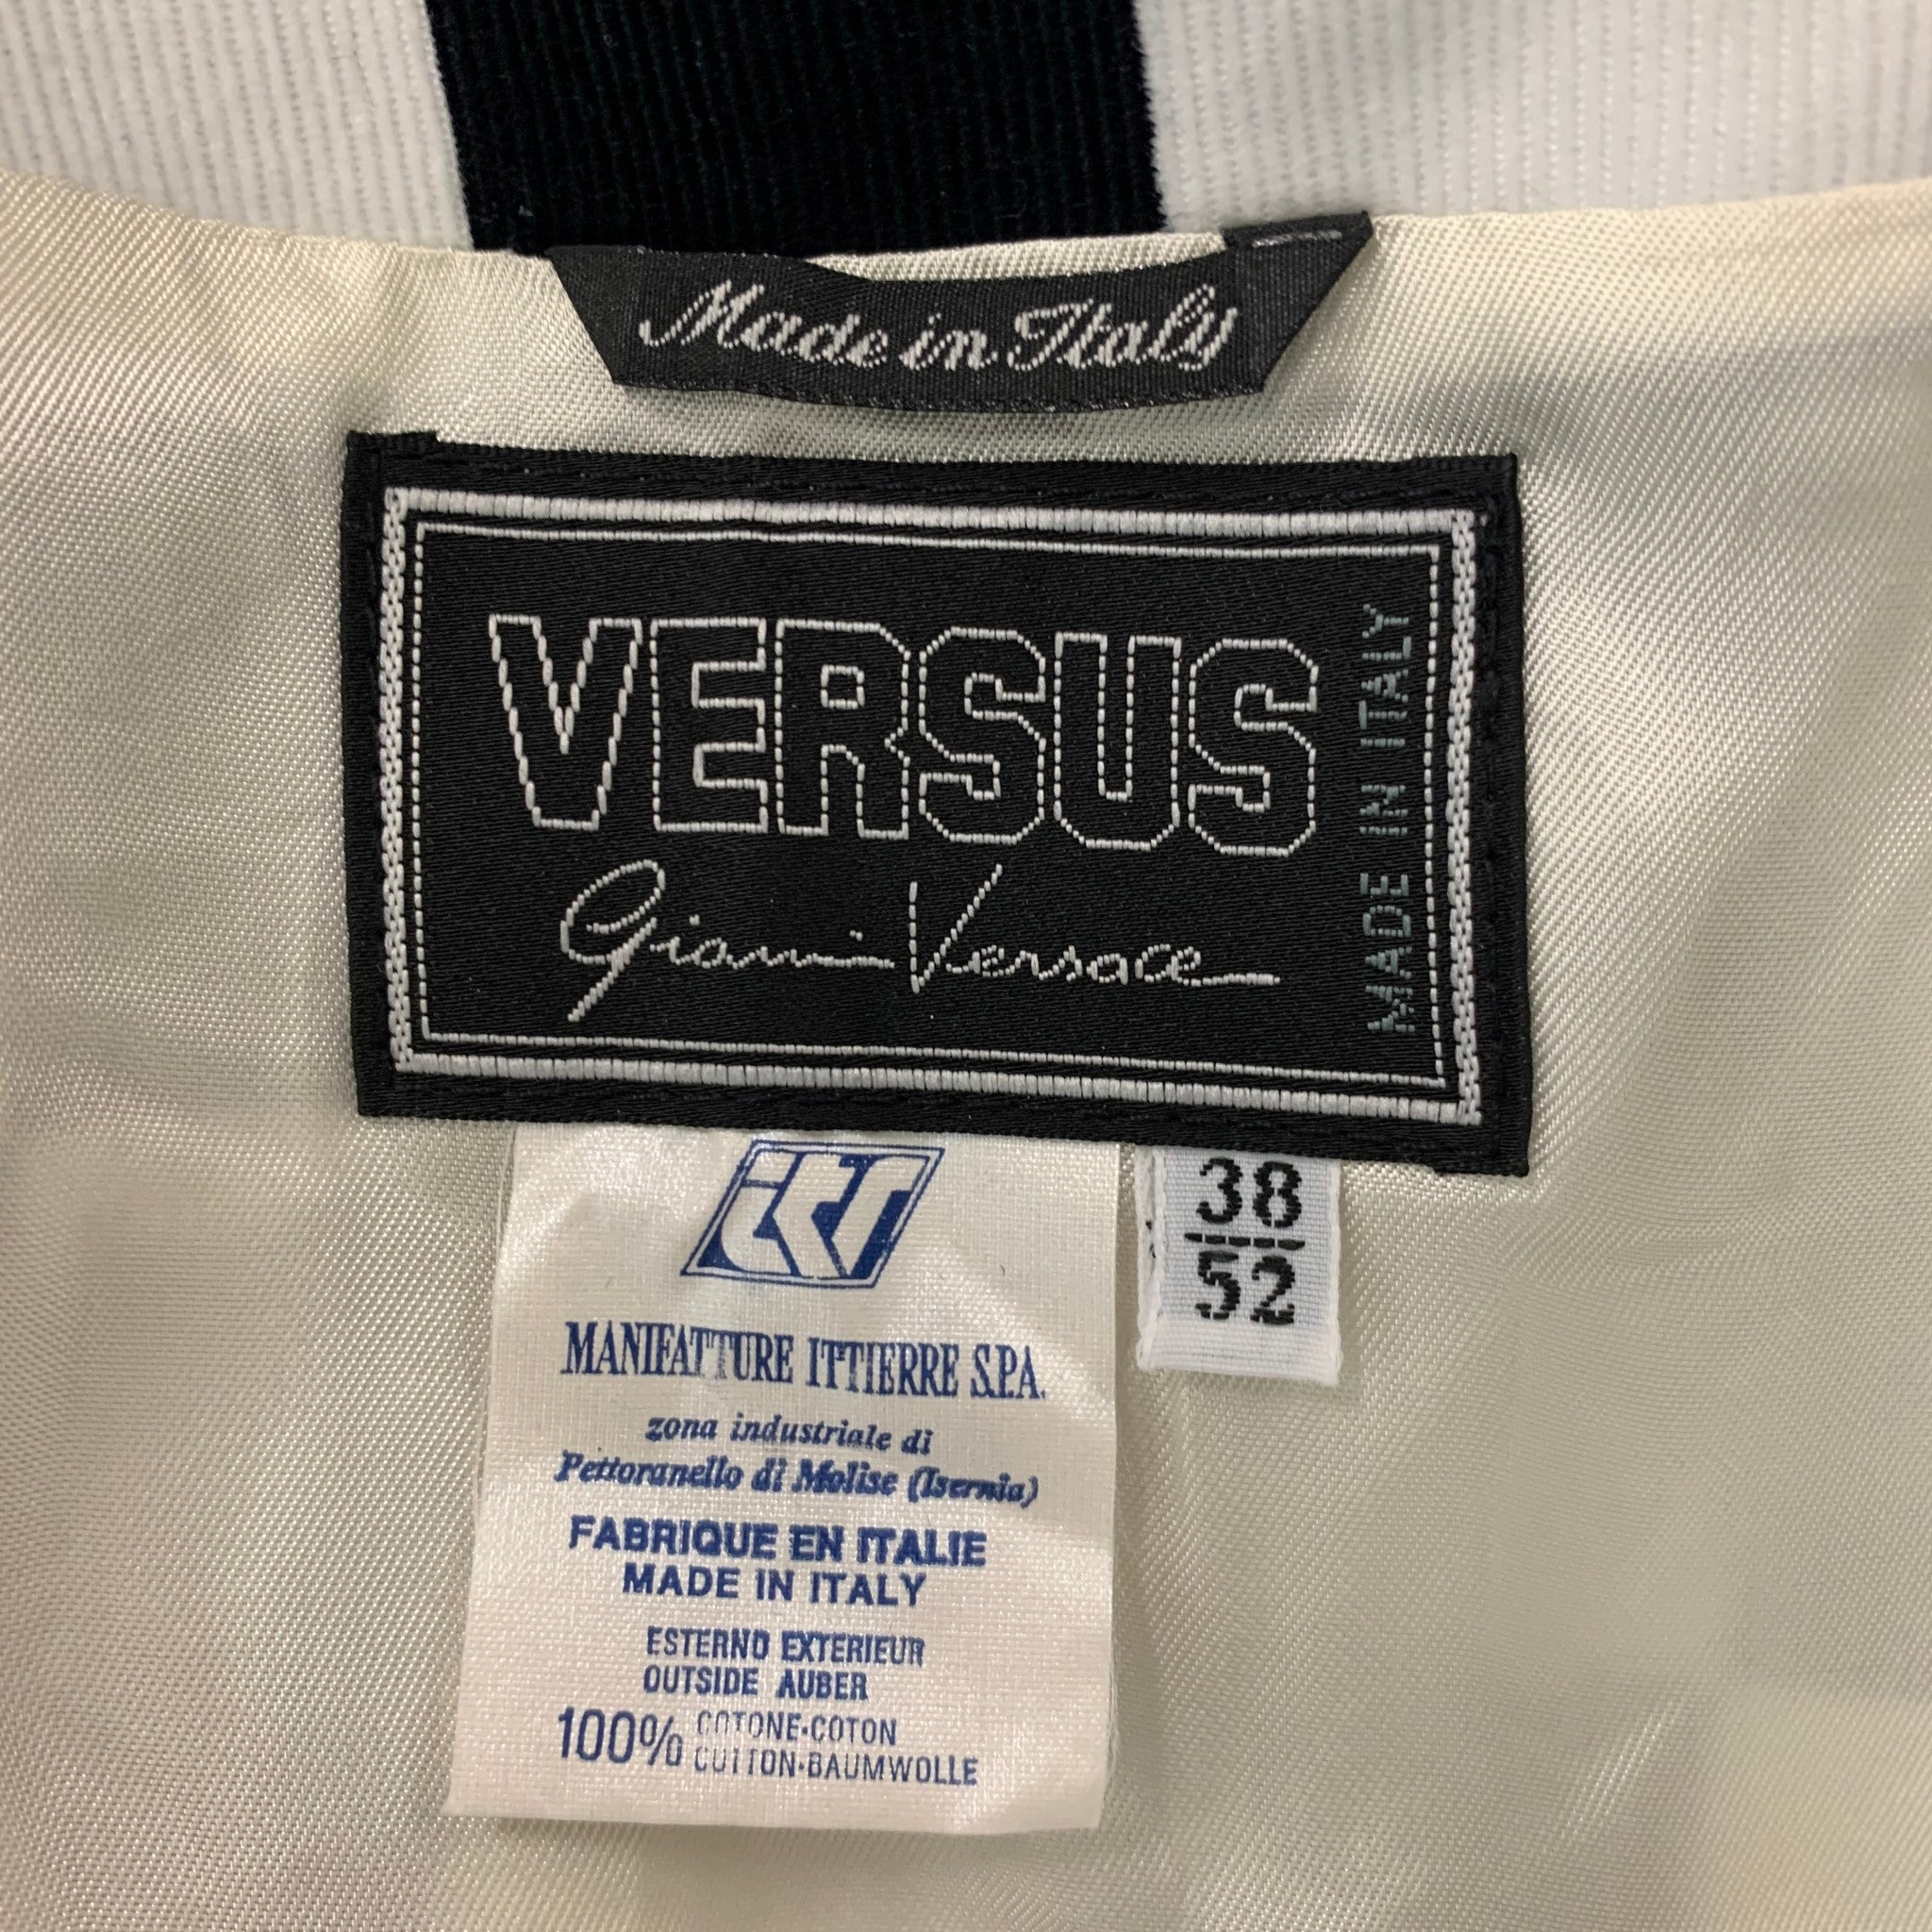 Made in Italy
VERSUS
Gianni Versace
MADE IN ITALY
38
52
ITR
MANIFATTURE ITTIERRE S.P.A.
zona industriale di
Pettoranello di Molise (Isernia)
FABRIQUE EN ITALIE
MADE IN ITALY
ESTERNO EXTERIEUR
OUTSIDE AUBER
100% COTONE-COTON
COTTON-BAUMWOLLE